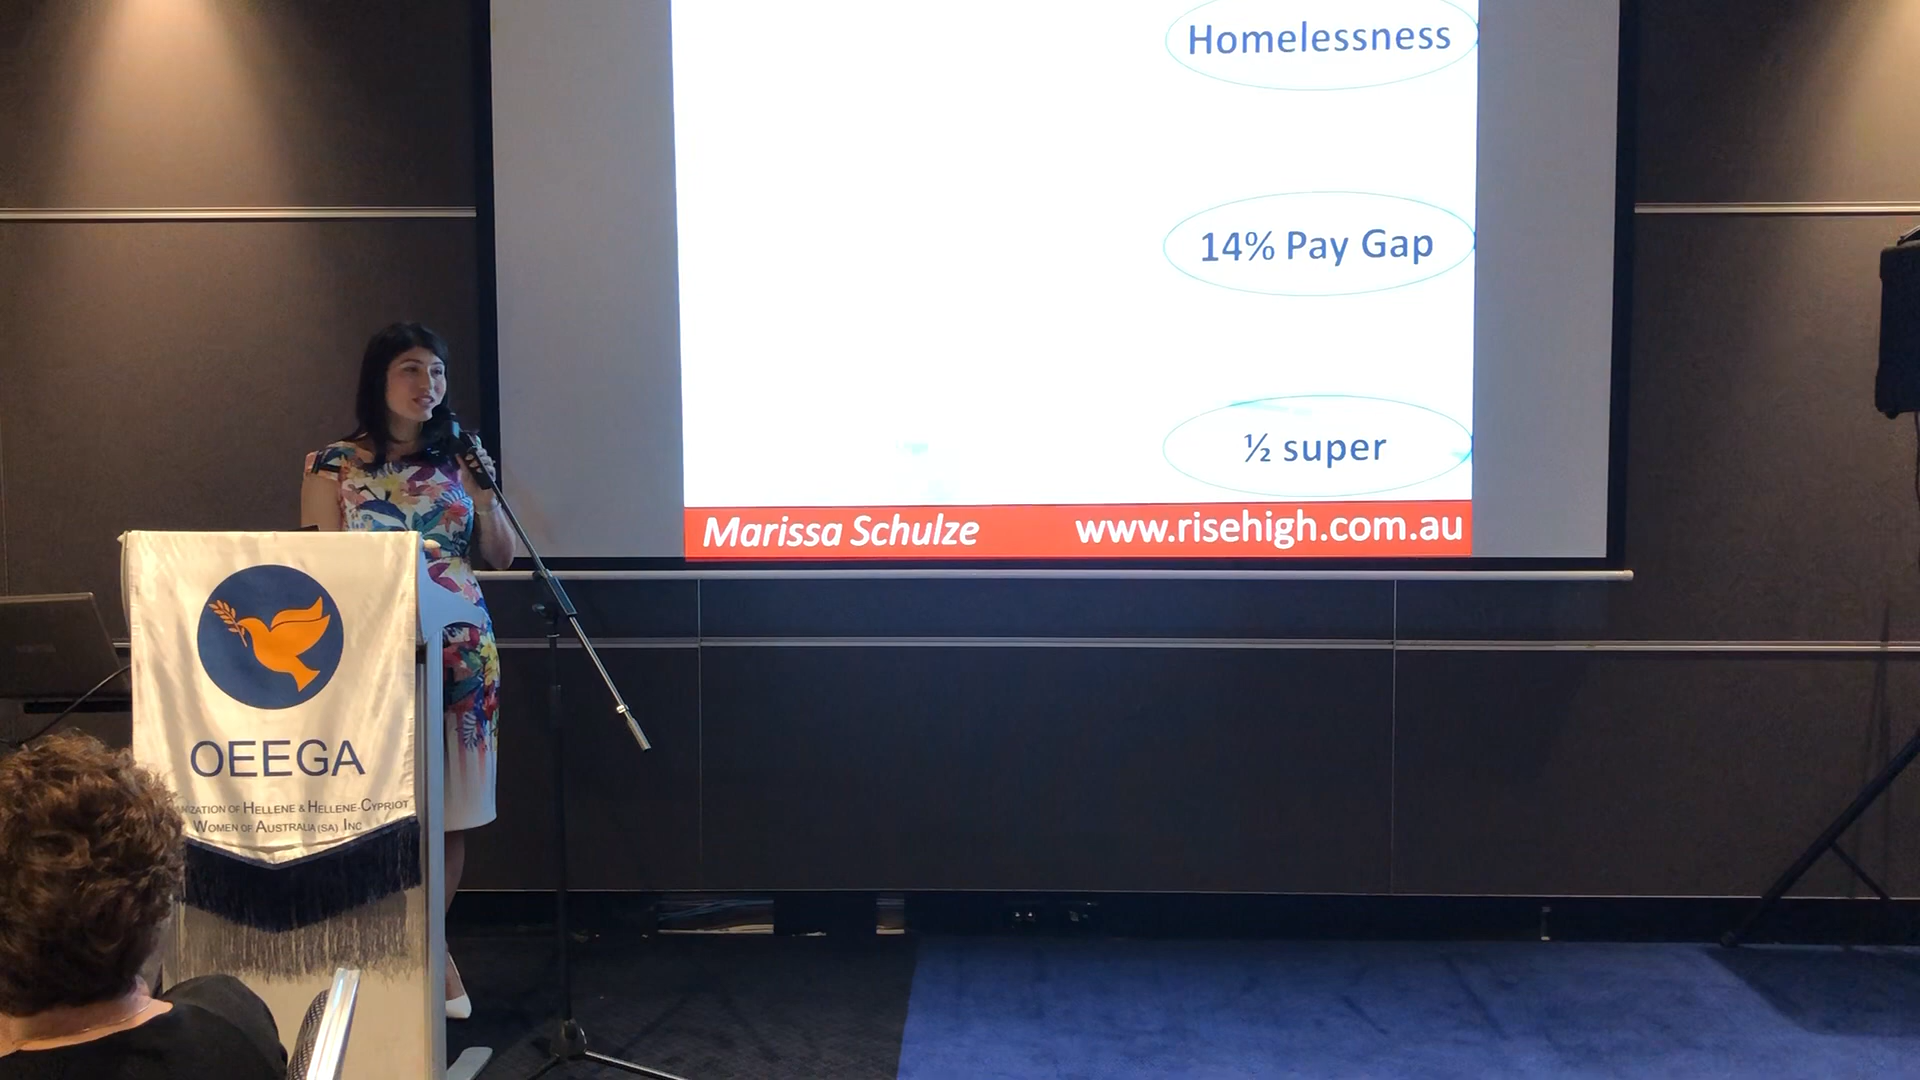 Homelessness
14% Pay Gap
½ super
Marissa Schulze www.risehigh.com.au
OEEGA
OF HELLENE & HELLENE-CYPRIOT
WOMEN OF AUSTRALIA (SA) INC